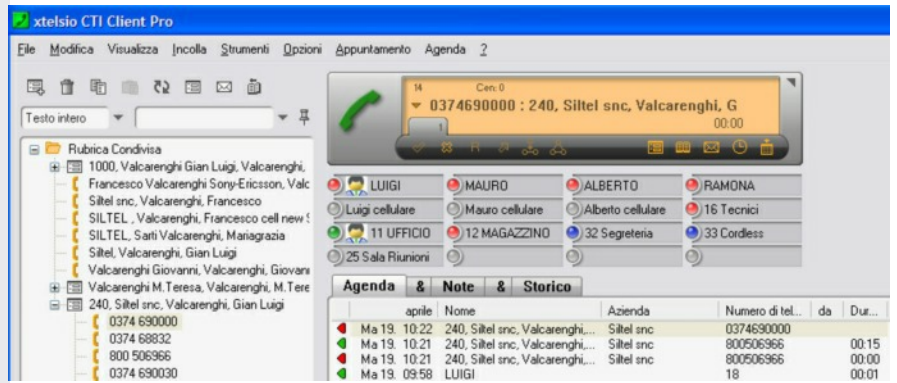 xtelsio CTI Client Pro
File Modifica Visualizza Incolla Strumenti Opzioni Appuntamento Agenda ?
Testo intero
Rubrica Condivisa
1000, Valcarenghi Gian Luigi, Valcarenghi,
Francesco Valcarenghi Sony-Ericsson, Valc
Siltel snc, Valcarenghi, Francesco
SILTEL , Valcarenghi, Francesco cell new S
SILTEL, Sarti Valcarenghi, Mariagrazia
Siltel, Valcarenghi, Gian Luigi
Valcarenghi Giovanni, Valcarenghi, Giovani
Valcarenghi M.Teresa, Valcarenghi, M.Tere
240, Siltel snc, Valcarenghi, Gian Luigi
0374 690000
0374 68832
800 506966
0374 690030
14 Cen: 0
0374690000 : 240, Siltel snc, Valcarenghi, G
00:00
1
LUIGI MAURO ALBERTO RAMONA
Luigi cellulare Mauro cellulare Alberto cellulare 16 Tecnici
11 UFFICIO 12 MAGAZZINO 32 Segreteria 33 Cordless
25 Sala Riunioni
Agenda & Note & Storico
aprile Nome Azienda Numero di tel... da Dur...
Ma 19. 10:22 240, Siltel snc, Valcarenghi,... Siltel snc 0374690000
Ma 19. 10:21 240, Siltel snc, Valcarenghi,... Siltel snc 800506966 00:15
Ma 19. 10:21 240, Siltel snc, Valcarenghi,... Siltel snc 800506966 00:00
Ma 19. 09:58 LUIGI 18 00:01